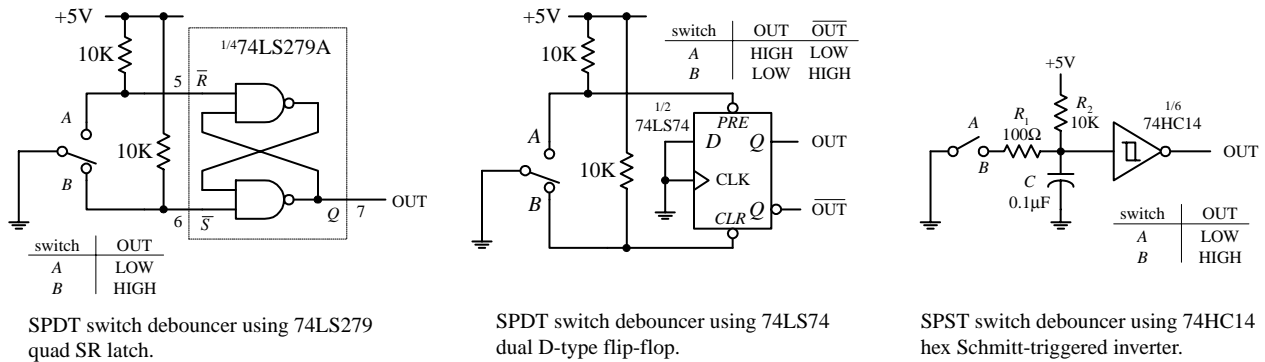 +5V
10K
1/4 74LS279A
5
R
A
10K
B
6
S
Q
7
OUT
switch OUT
A LOW
B HIGH
SPDT switch debouncer using 74LS279
quad SR latch.
+5V
10K
switch OUT OUT
A HIGH LOW
B LOW HIGH
1/2
74LS74
PRE
A
D Q OUT
10K
CLK
B
Q OUT
CLR
SPDT switch debouncer using 74LS74
dual D-type flip-flop.
+5V
R2
10K
1/6
74HC14
A
R1
100Ω
OUT
B
C
0.1µF
switch OUT
A LOW
B HIGH
SPST switch debouncer using 74HC14
hex Schmitt-triggered inverter.